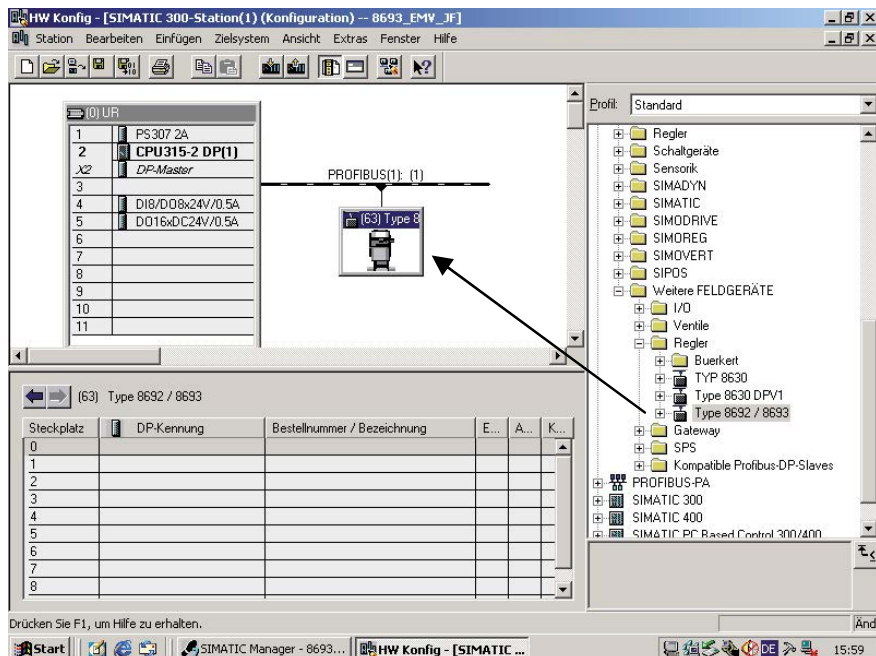 HW Konfig - [SIMATIC 300-Station(1) (Konfiguration) -- 8693_EMV_JF]
Station Bearbeiten Einfügen Zielsystem Ansicht Extras Fenster Hilfe
(0) UR
1 PS307 2A
2 CPU315-2 DP(1)
X2 DP-Master
3
4 DI8/DO8x24V/0.5A
5 DO16xDC24V/0.5A
6
7
8
9
10
11
PROFIBUS(1): (1)
(63) Type 8
Profil: Standard
Regler
Schaltgeräte
Sensorik
SIMADYN
SIMATIC
SIMODRIVE
SIMOREG
SIMOVERT
SIPOS
Weitere FELDGERÄTE
I/O
Ventile
Regler
Buerkert
TYP 8630
Type 8630 DPV1
Type 8692 / 8693
Gateway
SPS
Kompatible Profibus-DP-Slaves
PROFIBUS-PA
SIMATIC 300
SIMATIC 400
SIMATIC PC Based Control 300/400
(63) Type 8692 / 8693
Steckplatz DP-Kennung Bestellnummer / Bezeichnung E... A... K...
0
1
2
3
4
5
6
7
8
Drücken Sie F1, um Hilfe zu erhalten.
Änd
Start SIMATIC Manager - 8693... HW Konfig - [SIMATIC ... DE 15:59